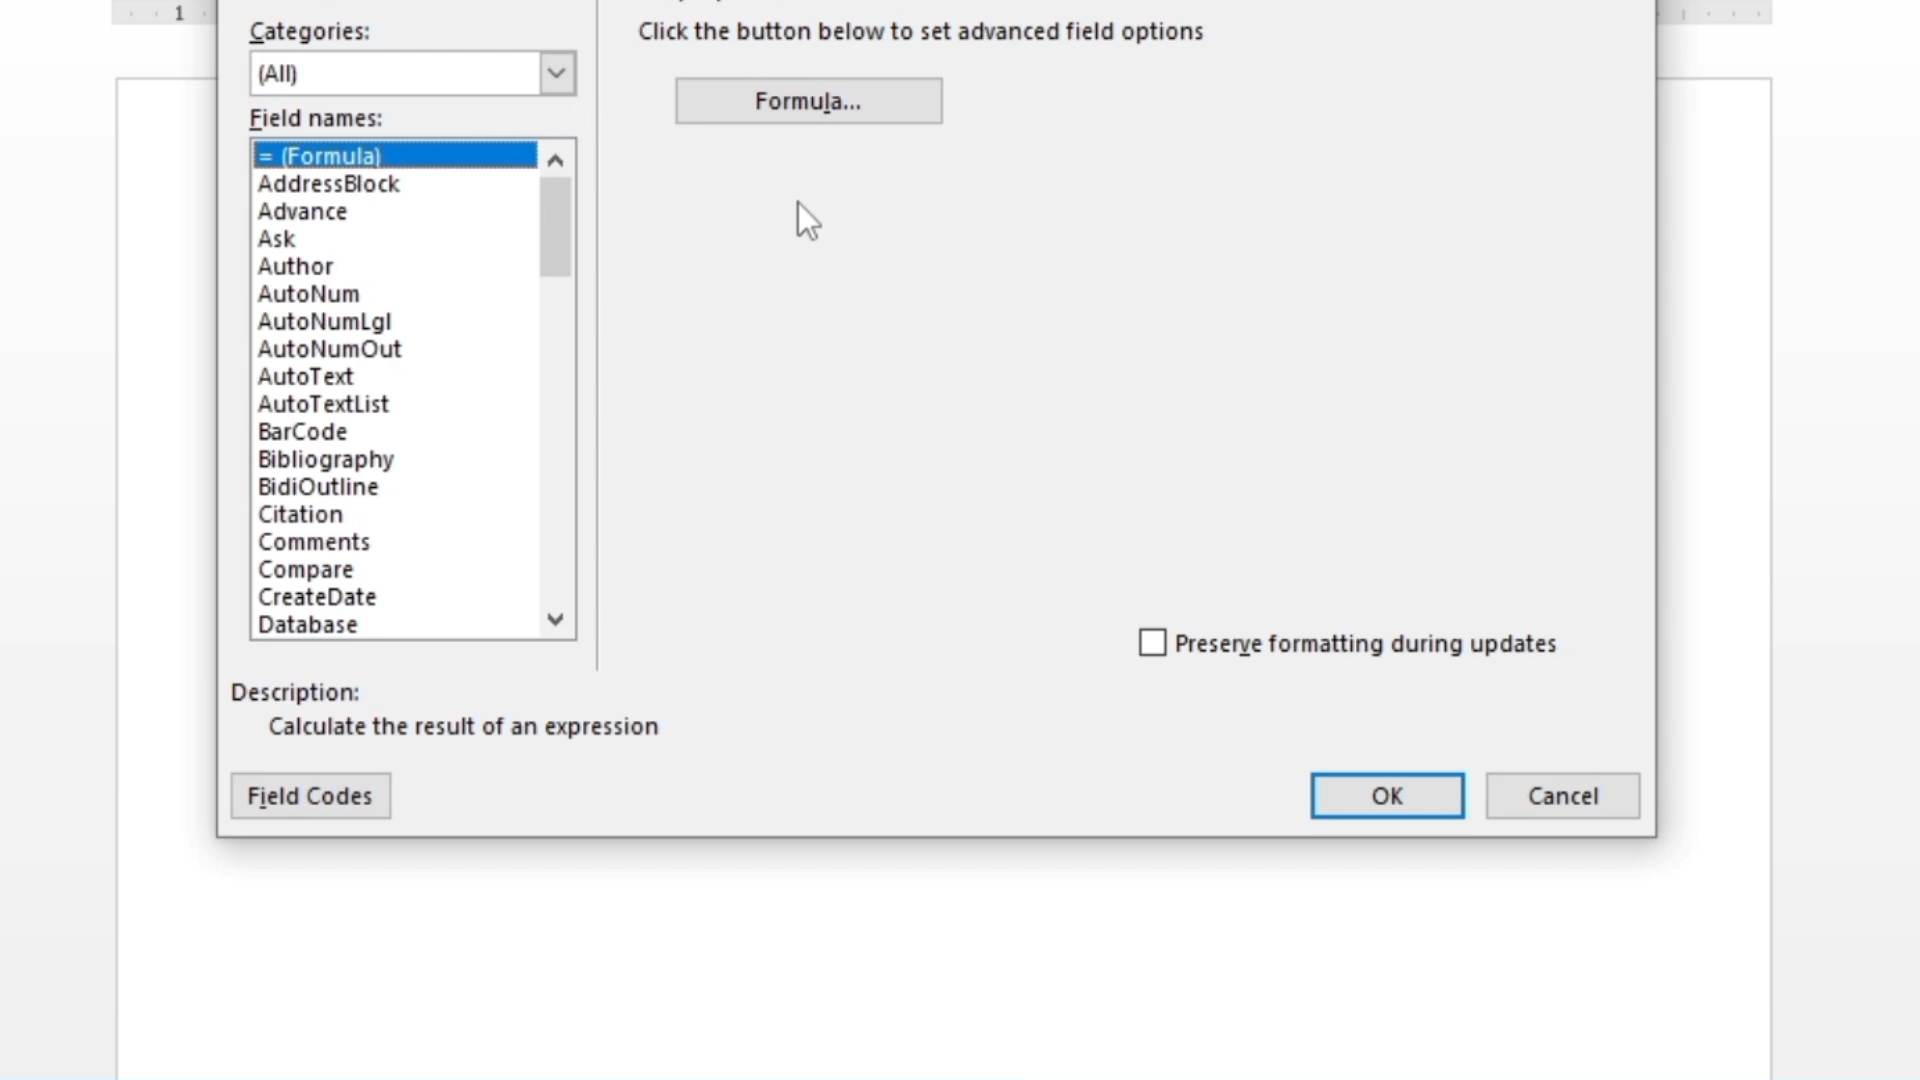 1
Categories:
(All)
Field names:
= (Formula)
AddressBlock
Advance
Ask
Author
AutoNum
AutoNumLgl
AutoNumOut
AutoText
AutoTextList
BarCode
Bibliography
BidiOutline
Citation
Comments
Compare
CreateDate
Database
Click the button below to set advanced field options
Formula...
Preserve formatting during updates
Description:
Calculate the result of an expression
Field Codes
OK
Cancel